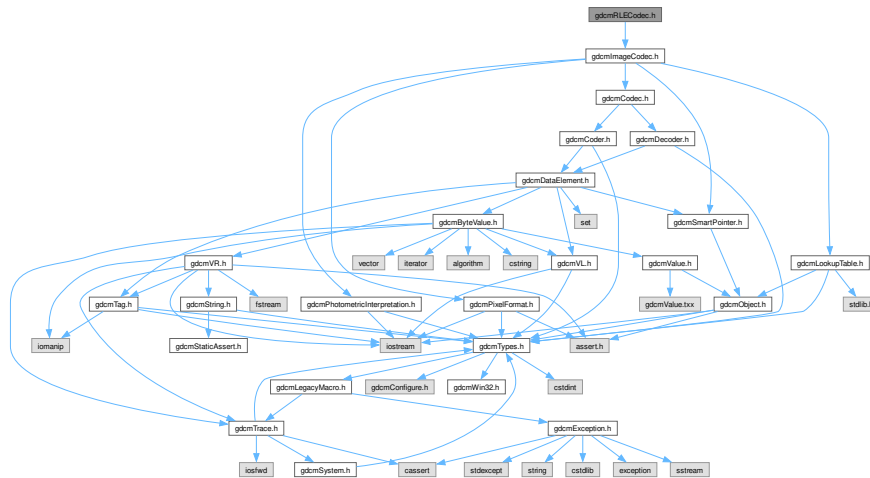 gdcmRLECodec.h
gdcmImageCodec.h
gdcmCodec.h
gdcmCoder.h
gdcmDecoder.h
gdcmDataElement.h
gdcmByteValue.h
set
gdcmSmartPointer.h
gdcmVR.h
vector
iterator
algorithm
cstring
gdcmVL.h
gdcmValue.h
gdcmLookupTable.h
gdcmTag.h
gdcmString.h
fstream
gdcmPhotometricInterpretation.h
gdcmPixelFormat.h
gdcmValue.txx
gdcmObject.h
stdlib.h
iomanip
gdcmStaticAssert.h
iostream
gdcmTypes.h
assert.h
gdcmLegacyMacro.h
gdcmConfigure.h
gdcmWin32.h
cstdint
gdcmTrace.h
gdcmException.h
iosfwd
gdcmSystem.h
cassert
stdexcept
string
cstdlib
exception
sstream